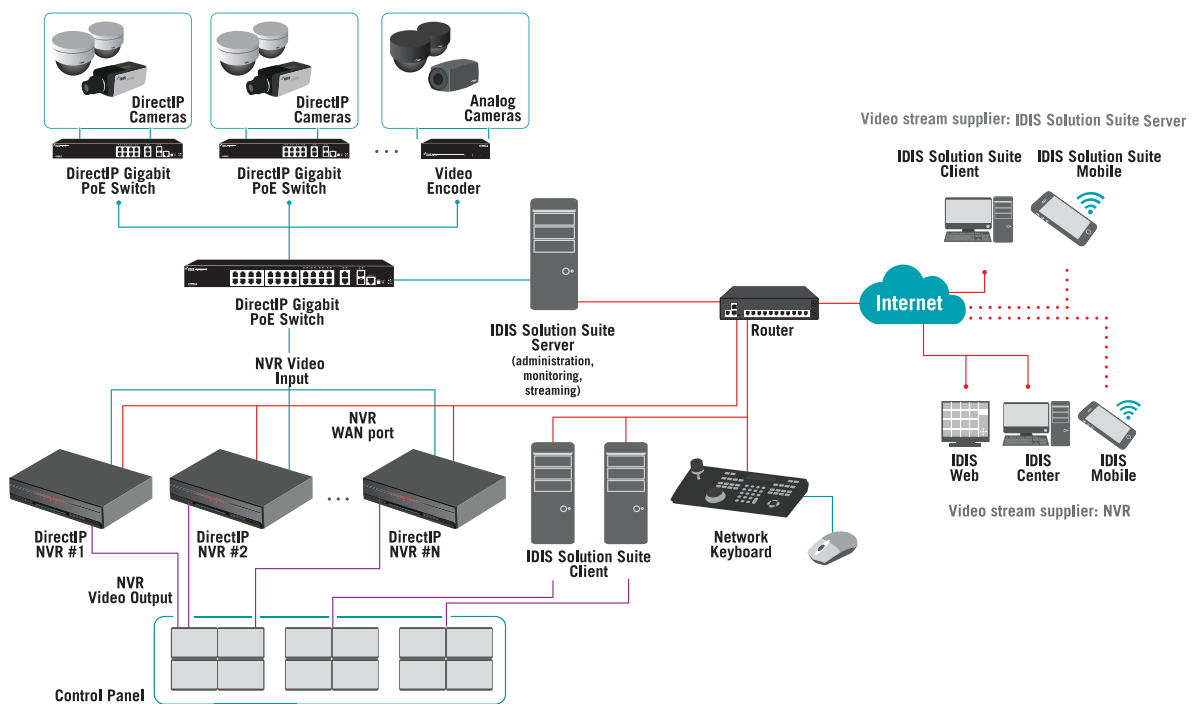 DirectIP
Cameras
DirectIP
Cameras
Analog
Cameras
DirectIP Gigabit
PoE Switch
DirectIP Gigabit
PoE Switch
Video
Encoder
DirectIP Gigabit
PoE Switch
IDIS Solution Suite
Server
(administration,
monitoring,
streaming)
Router
Internet
Video stream supplier: IDIS Solution Suite Server
IDIS Solution Suite
Client
IDIS Solution Suite
Mobile
IDIS
Web
IDIS
Center
IDIS
Mobile
Video stream supplier: NVR
NVR Video
Input
NVR
WAN port
DirectIP
NVR #1
DirectIP
NVR #2
DirectIP
NVR #N
IDIS Solution Suite
Client
Network
Keyboard
NVR
Video Output
Control Panel